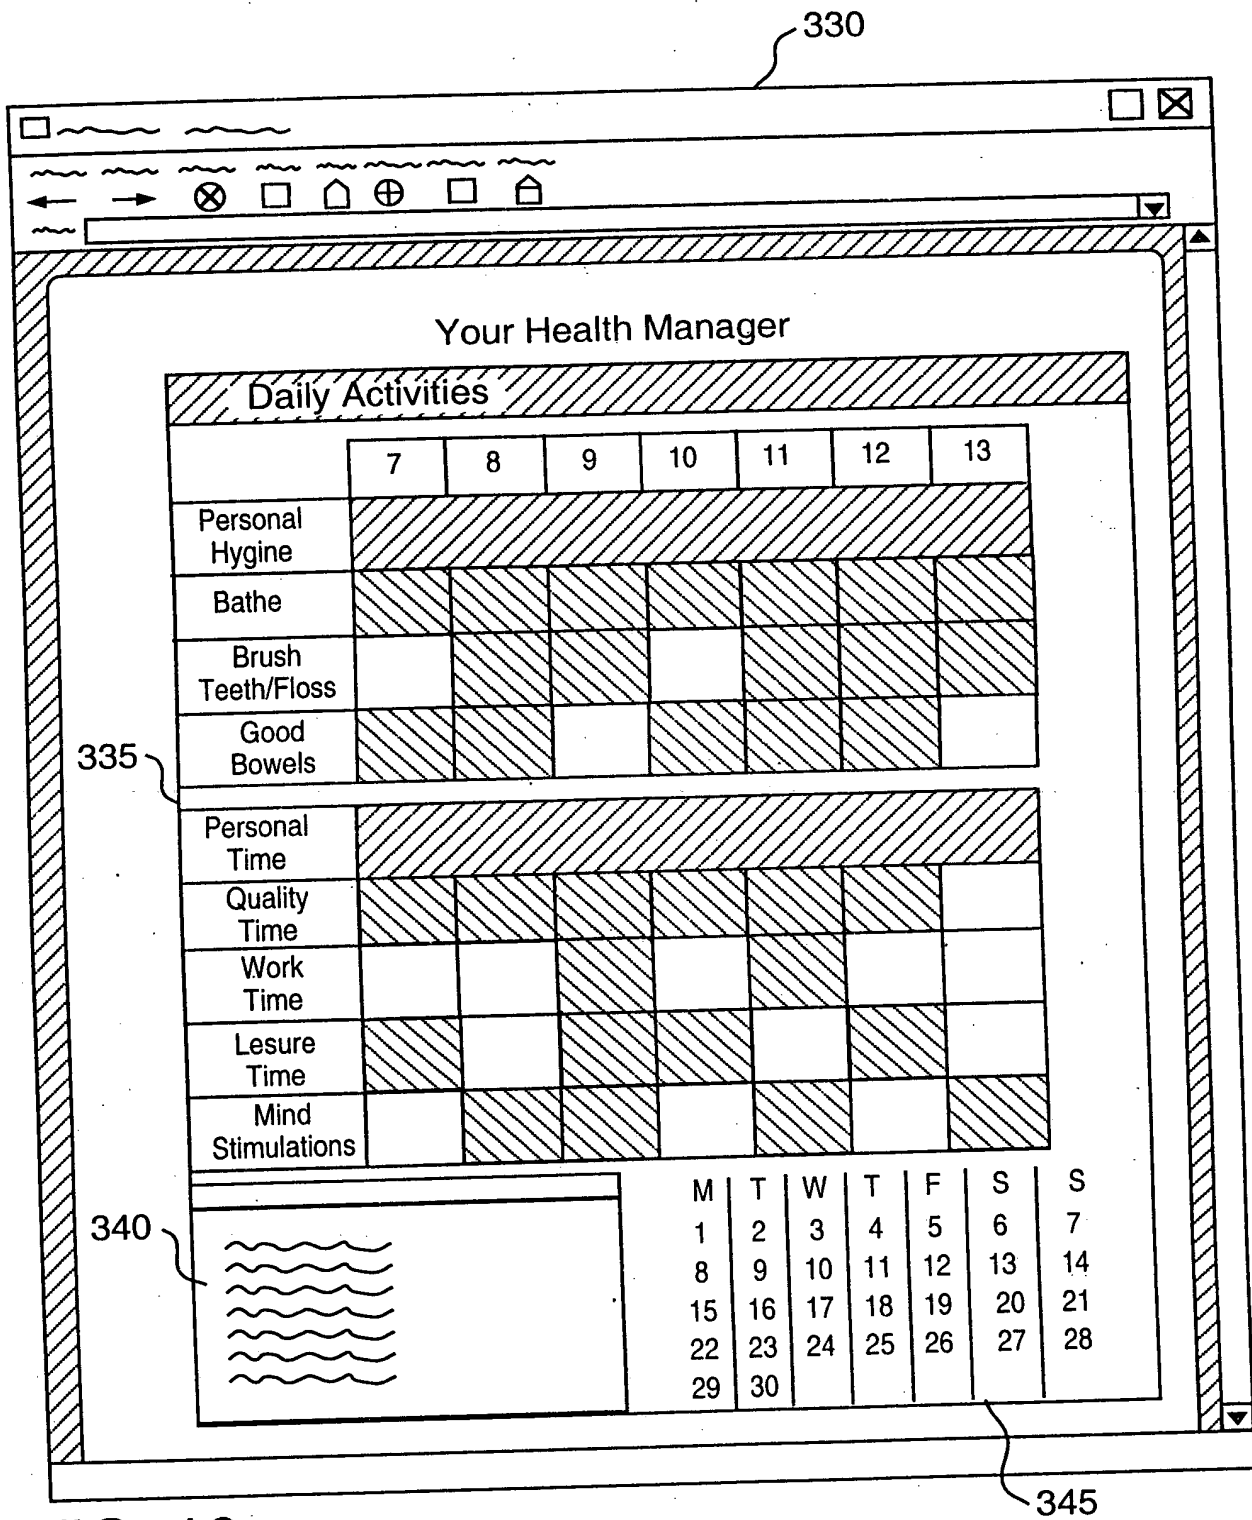 330
Your Health Manager
Daily Activities
7 8 9 10 11 12 13
Personal
Hygine
Bathe
Brush
Teeth/Floss
Good
Bowels
335
Personal
Time
Quality
Time
Work
Time
Lesure
Time
Mind
Stimulations
340
M T W T F S S
1 2 3 4 5 6 7
8 9 10 11 12 13 14
15 16 17 18 19 20 21
22 23 24 25 26 27 28
29 30
345